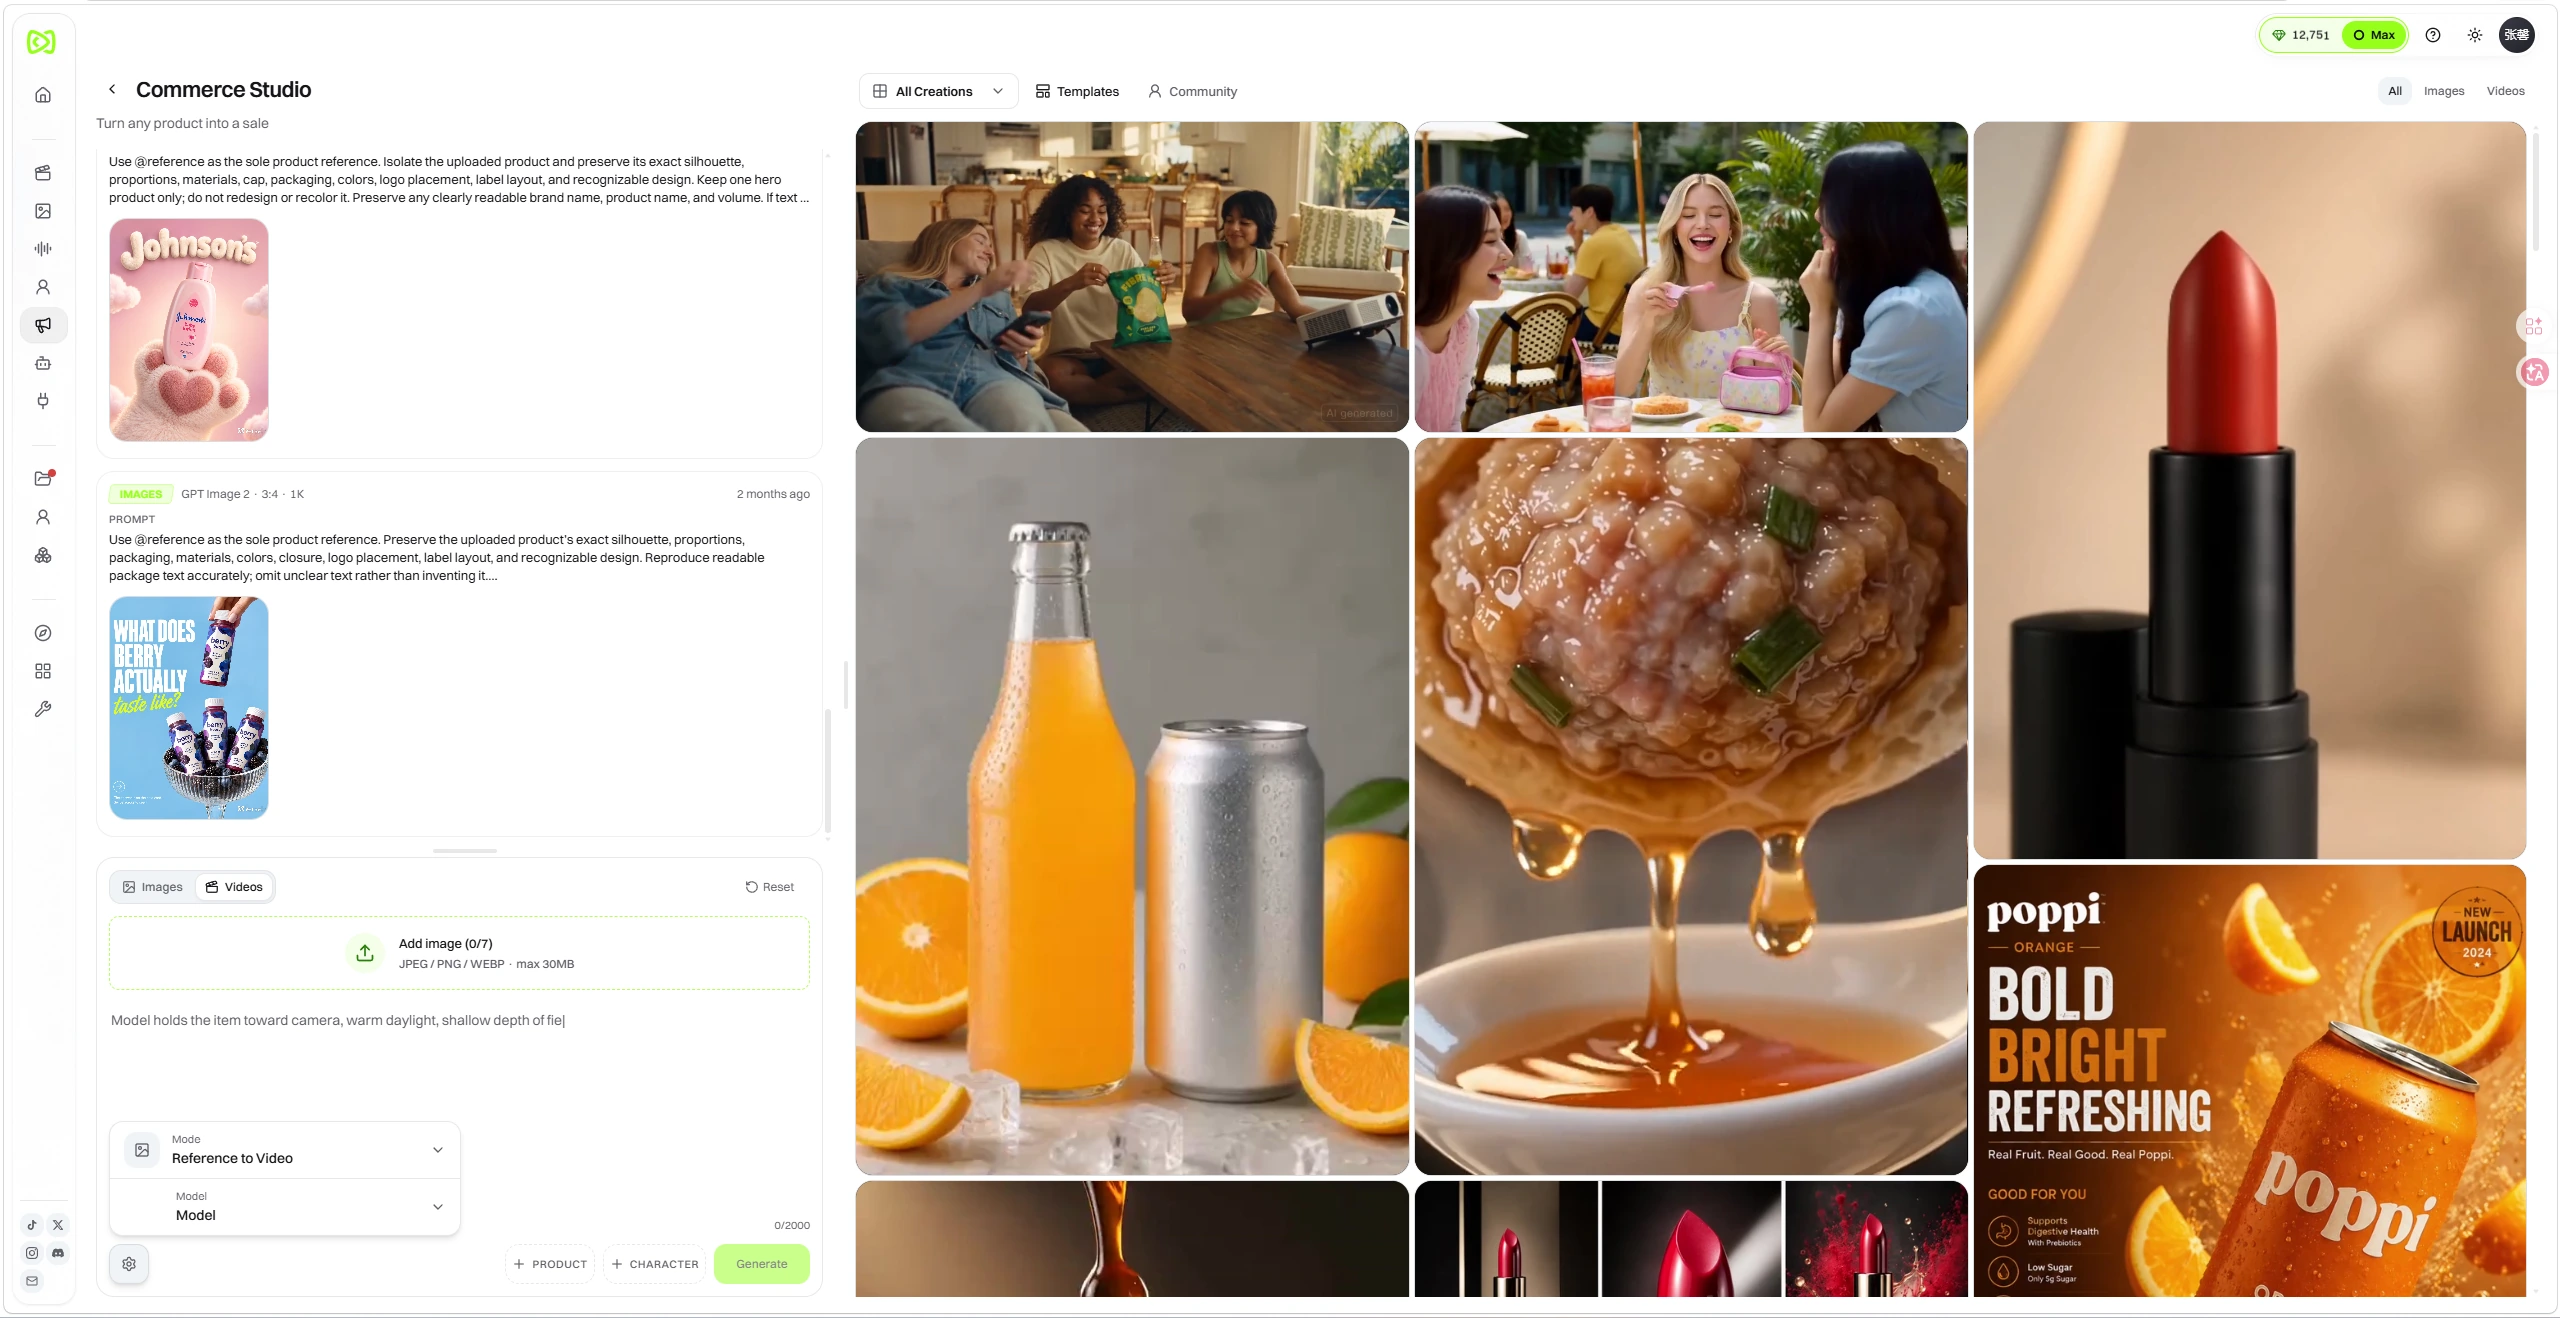 12,751
Max
张馨
Commerce Studio
Turn any product into a sale
All Creations
Templates
Community
All
Images
Videos
Use @reference as the sole product reference. Isolate the uploaded product and preserve its exact silhouette,
proportions, materials, cap, packaging, colors, logo placement, label layout, and recognizable design. Keep one hero
product only; do not redesign or recolor it. Preserve any clearly readable brand name, product name, and volume. If text ...
Johnson's
Johnson's
IMAGES
GPT Image 2 · 3:4 · 1K
2 months ago
PROMPT
Use @reference as the sole product reference. Preserve the uploaded product's exact silhouette, proportions,
packaging, materials, colors, closure, logo placement, label layout, and recognizable design. Reproduce readable
package text accurately; omit unclear text rather than inventing it....
WHAT DOES
BERRY
ACTUALLY
taste like?
berry
berry
berry
berry
Images
Videos
Reset
Add image (0/7)
JPEG / PNG / WEBP · max 30MB
Model holds the item toward camera, warm daylight, shallow depth of fie
Mode
Reference to Video
Model
Model
0/2000
+ PRODUCT
+ CHARACTER
Generate
AI generated
poppi
ORANGE
NEW
LAUNCH
2024
BOLD
BRIGHT
REFRESHING
Real Fruit. Real Good. Real Poppi.
GOOD FOR YOU
Supports
Digestive Health
With Prebiotics
Low Sugar
Only 5g Sugar
poppi